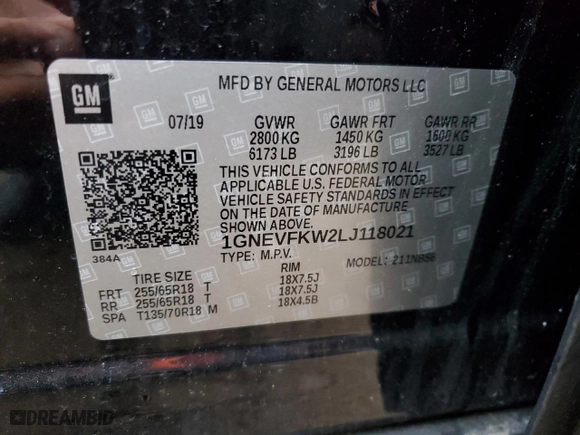 GM
MFD BY GENERAL MOTORS LLC
07/19 GVWR GAWR FRT GAWR RR
2800 KG 1450 KG 1600 KG
6173 LB 3196 LB 3527 LB
THIS VEHICLE CONFORMS TO ALL
APPLICABLE U.S. FEDERAL MOTOR
VEHICLE SAFETY STANDARDS IN EFFECT
ON THE DATE OF MANUFACTURE
SHOWN ABOVE.
1GNEVFKW2LJ118021
384A
TYPE: M.P.V. MODEL: 211NB56
TIRE SIZE RIM
FRT 255/65R18 T 18X7.5J
RR 255/65R18 T 18X7.5J
SPA T135/70R18 M 18X4.5B
DREAMBID